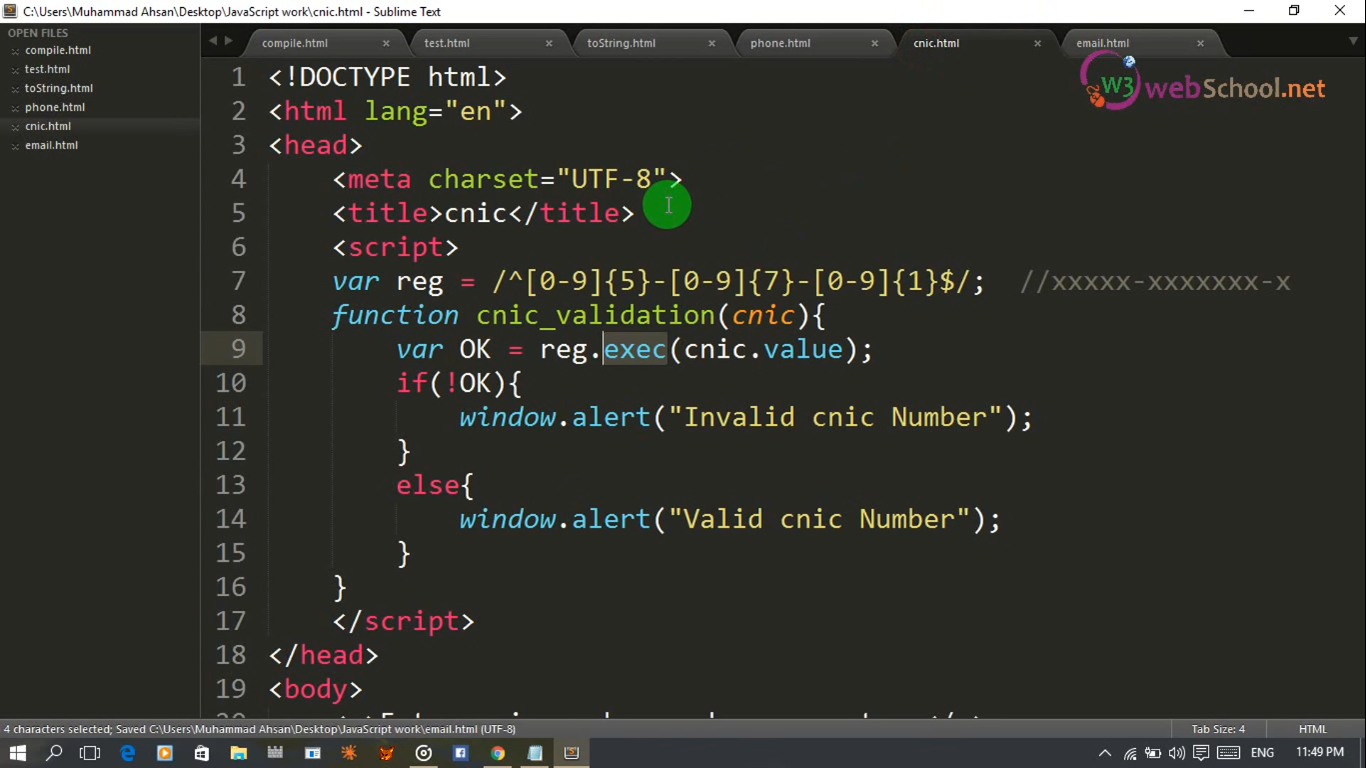 C:\Users\Muhammad Ahsan\Desktop\JavaScript work\cnic.html - Sublime Text
OPEN FILES
compile.html
test.html
toString.html
phone.html
cnic.html
email.html
compile.html
test.html
toString.html
phone.html
cnic.html
email.html
W3 webSchool.net
1 <!DOCTYPE html>
2 <html lang="en">
3 <head>
4 <meta charset="UTF-8">
5 <title>cnic</title>
6 <script>
7 var reg = /^[0-9]{5}-[0-9]{7}-[0-9]{1}$/; //xxxxx-xxxxxxx-x
8 function cnic_validation(cnic){
9 var OK = reg.exec(cnic.value);
10 if(!OK){
11 window.alert("Invalid cnic Number");
12 }
13 else{
14 window.alert("Valid cnic Number");
15 }
16 }
17 </script>
18 </head>
19 <body>
4 characters selected; Saved C:\Users\Muhammad Ahsan\Desktop\JavaScript work\email.html (UTF-8)
Tab Size: 4
HTML
ENG
11:49 PM